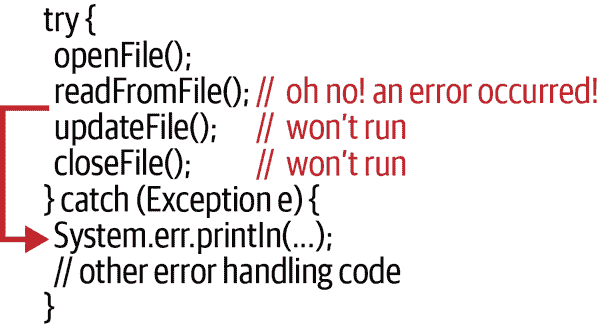 try {
openFile();
readFromFile(); // oh no! an error occurred!
updateFile(); // won't run
closeFile(); // won't run
} catch (Exception e) {
System.err.println(...);
// other error handling code
}